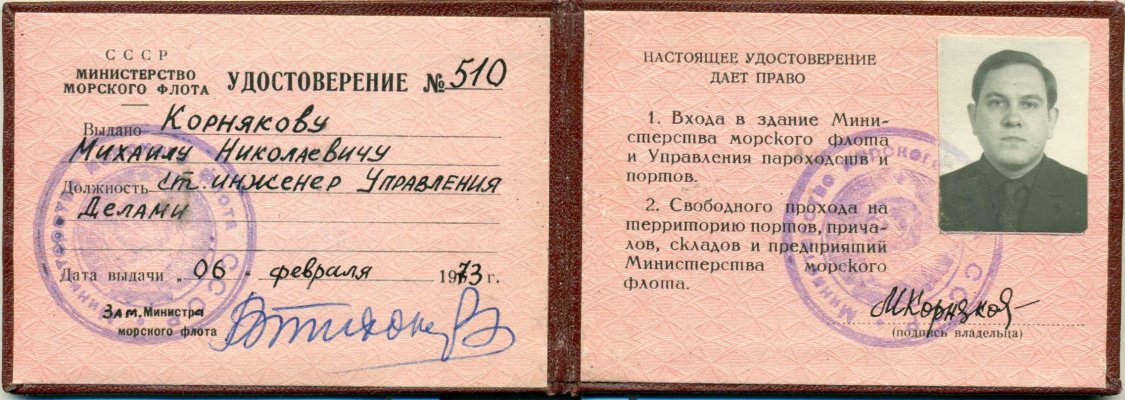 СССР
МИНИСТЕРСТВО
МОРСКОГО ФЛОТА
УДОСТОВЕРЕНИЕ № 510
Выдано Корнякову
Михаилу Николаевичу
Должность ст. инженер Управления
Делами
Дата выдачи „06 " февраля 1973 г.
Зам. Министра
морского флота
НАСТОЯЩЕЕ УДОСТОВЕРЕНИЕ
ДАЕТ ПРАВО
1. Входа в здание Мини-
стерства морского флота
и Управления пароходств и
портов.
2. Свободного прохода на
территорию портов, прича-
лов, складов и предприятий
Министерства морского
флота.
МКорняков
(подпись владельца)